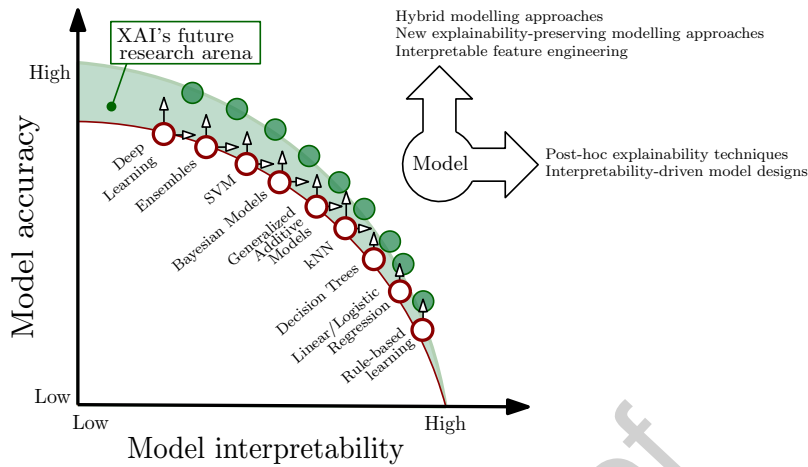 XAI's future
research arena
Hybrid modelling approaches
New explainability-preserving modelling approaches
Interpretable feature engineering
Model
Post-hoc explainability techniques
Interpretability-driven model designs
High
Model accuracy
Low
Deep
Learning
Ensembles
SVM
Bayesian Models
Generalized
Additive
Models
kNN
Decision Trees
Linear/Logistic
Regression
Rule-based
learning
Low
High
Model interpretability